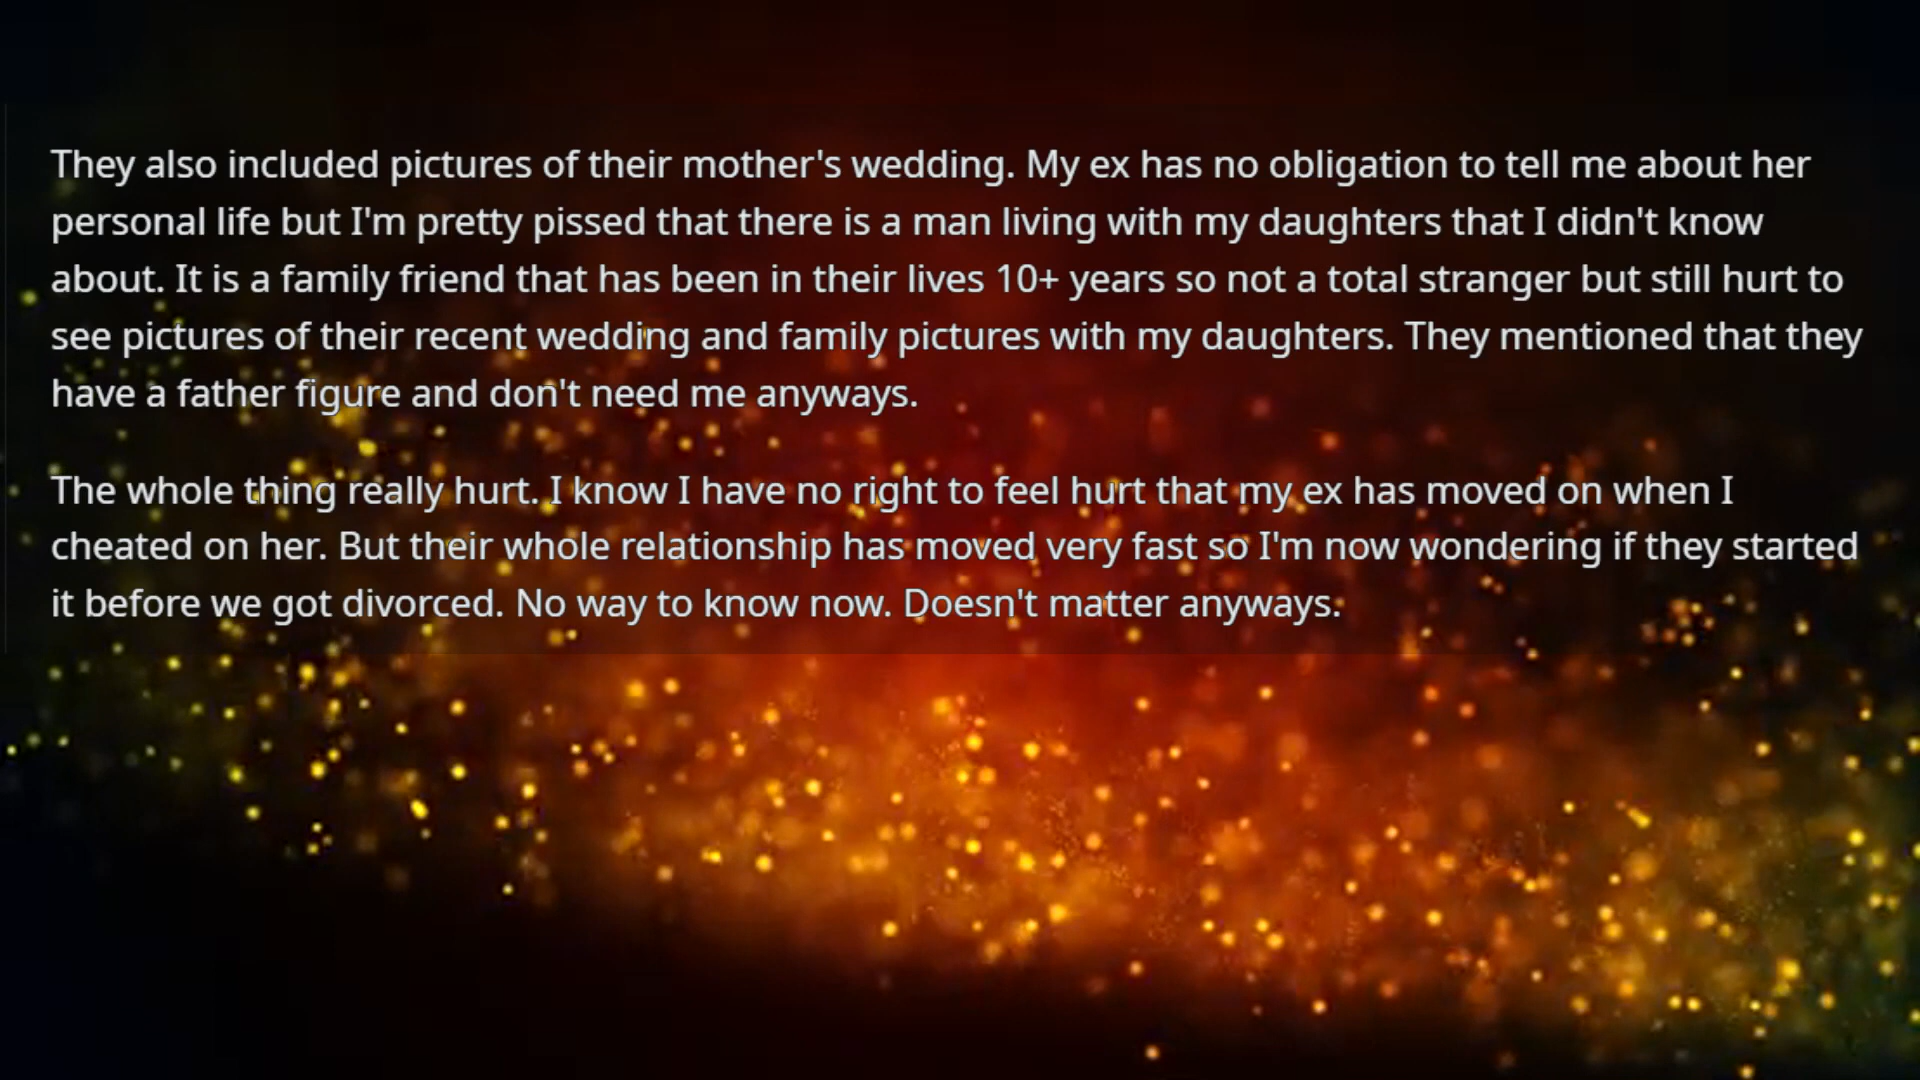 They also included pictures of their mother's wedding. My ex has no obligation to tell me about her
personal life but I'm pretty pissed that there is a man living with my daughters that I didn't know
about. It is a family friend that has been in their lives 10+ years so not a total stranger but still hurt to
see pictures of their recent wedding and family pictures with my daughters. They mentioned that they
have a father figure and don't need me anyways.
The whole thing really hurt. I know I have no right to feel hurt that my ex has moved on when I
cheated on her. But their whole relationship has moved very fast so I'm now wondering if they started
it before we got divorced. No way to know now. Doesn't matter anyways.